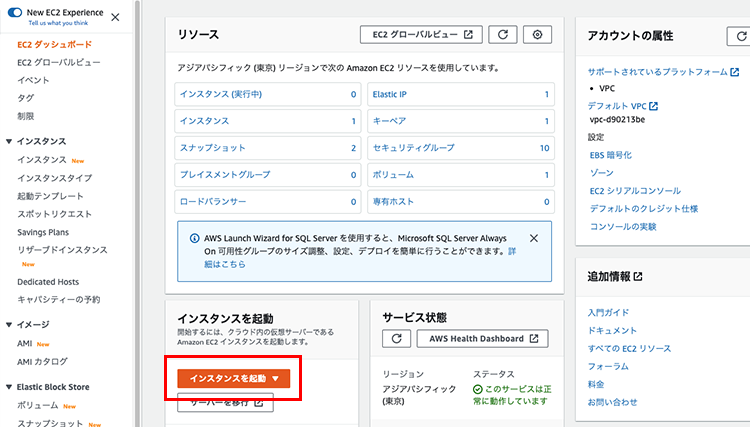 New EC2 Experience
Tell us what you think
EC2 ダッシュボード
EC2 グローバルビュー
イベント
タグ
制限
インスタンス
インスタンス New
インスタンスタイプ
起動テンプレート
スポットリクエスト
Savings Plans
リザーブドインスタンス
New
Dedicated Hosts
キャパシティーの予約
イメージ
AMI New
AMI カタログ
Elastic Block Store
ボリューム New
スナップショット New
リソース
EC2 グローバルビュー
アジアパシフィック (東京) リージョンで次の Amazon EC2 リソースを使用しています。
インスタンス (実行中) 0
Elastic IP 1
インスタンス 1
キーペア 1
スナップショット 2
セキュリティグループ 10
プレイスメントグループ 0
ボリューム 1
ロードバランサー 0
専有ホスト 0
AWS Launch Wizard for SQL Server を使用すると、Microsoft SQL Server Always
On 可用性グループのサイズ調整、設定、デプロイを簡単に行うことができます。詳
細はこちら
インスタンスを起動
開始するには、クラウド内の仮想サーバーである
Amazon EC2 インスタンスを起動します。
インスタンスを起動
サーバーを移行
サービス状態
AWS Health Dashboard
リージョン
アジアパシフィック
(東京)
ステータス
このサービスは正
常に動作しています
アカウントの属性
サポートされているプラットフォーム
VPC
デフォルト VPC
vpc-d90213be
設定
EBS 暗号化
ゾーン
EC2 シリアルコンソール
デフォルトのクレジット仕様
コンソールの実験
追加情報
入門ガイド
ドキュメント
すべての EC2 リソース
フォーラム
料金
お問い合わせ